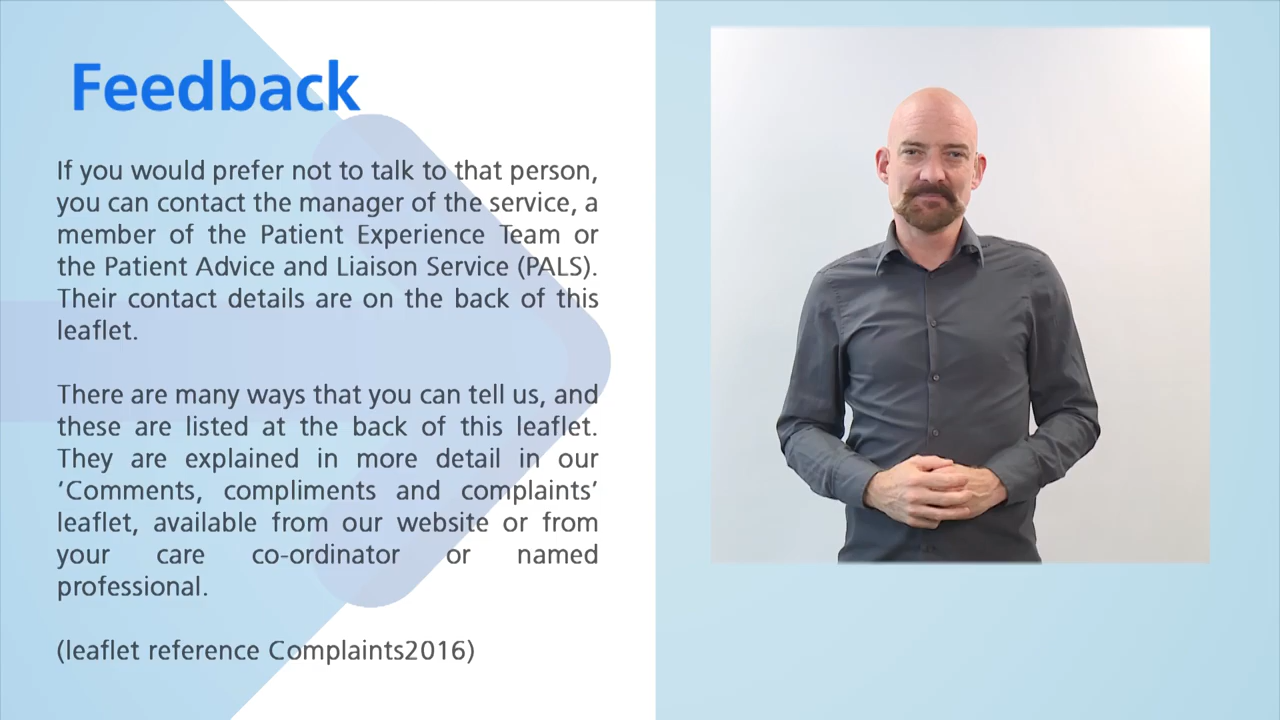 Feedback
If you would prefer not to talk to that person,
you can contact the manager of the service, a
member of the Patient Experience Team or
the Patient Advice and Liaison Service (PALS).
Their contact details are on the back of this
leaflet.
There are many ways that you can tell us, and
these are listed at the back of this leaflet.
They are explained in more detail in our
‘Comments, compliments and complaints’
leaflet, available from our website or from
your care co-ordinator or named
professional.
(leaflet reference Complaints2016)